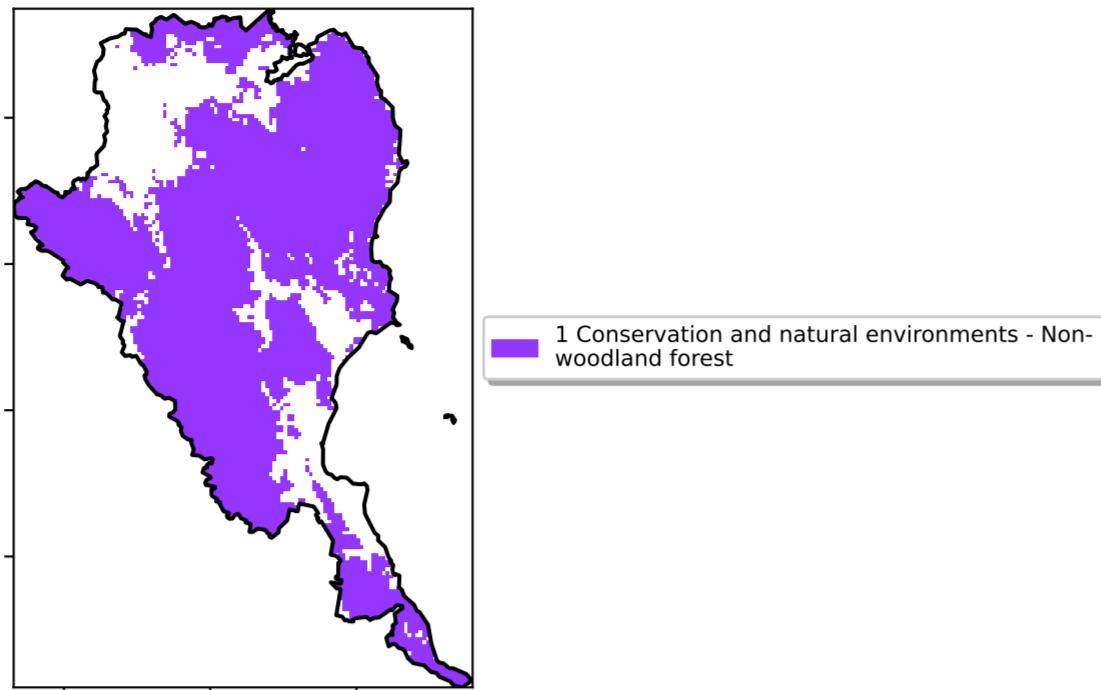 1 Conservation and natural environments - Non-
woodland forest